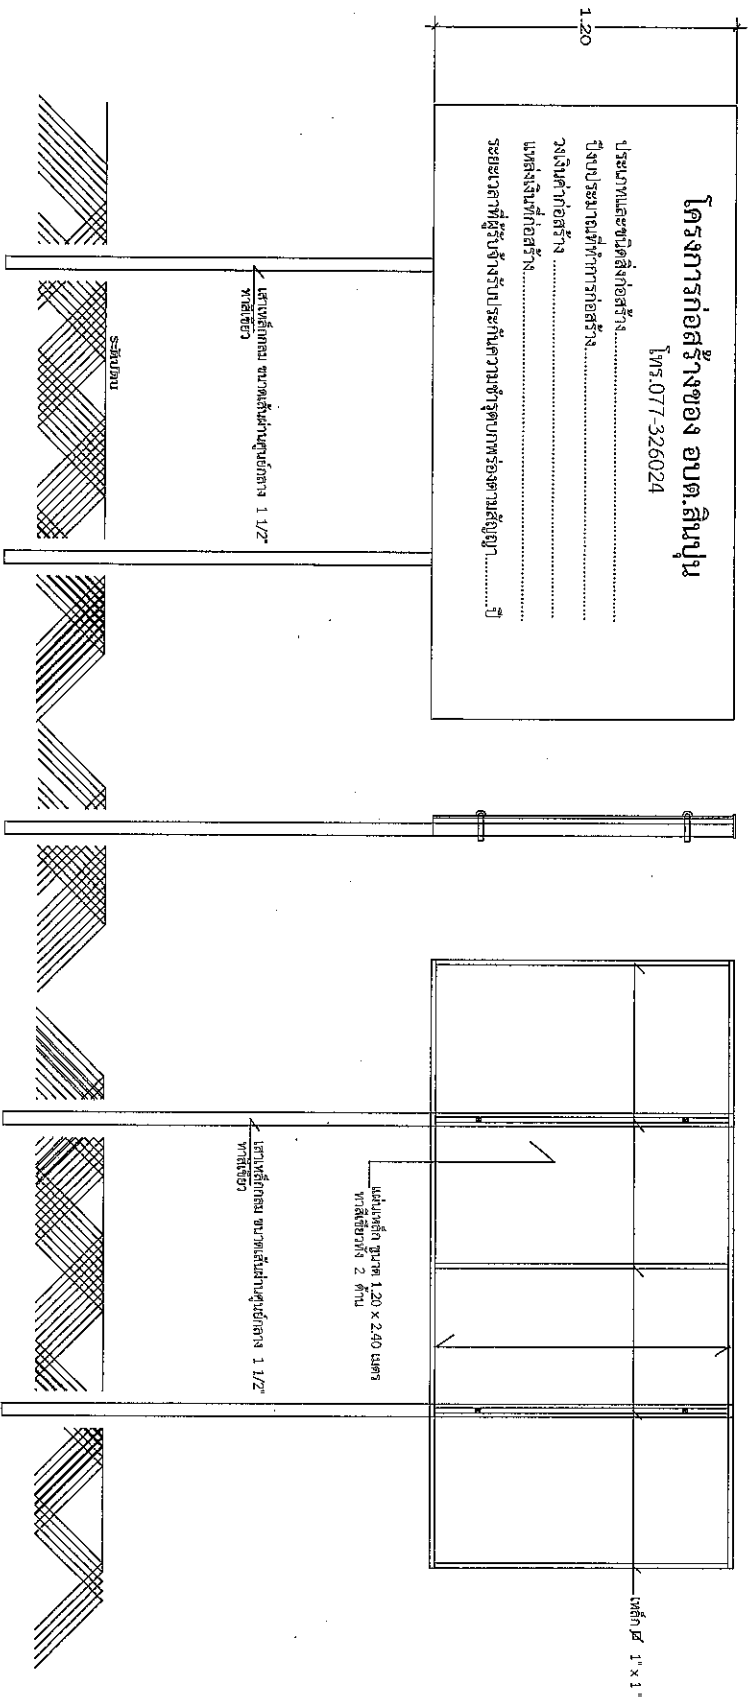 1.20
โครงการก่อสร้างของ อบต.สินปุน
โทร.077-326024
ประเภทและชนิดสิ่งก่อสร้าง..........................................................
ปีงบประมาณที่ทำการก่อสร้าง......................................................
วงเงินค่าก่อสร้าง ........................................................................
แหล่งเงินที่ก่อสร้าง......................................................................
ระยะเวลาที่ผู้รับจ้างรับประกันความชำรุดบกพร่องตามสัญญา..........ปี
เสาเหล็กกลม ขนาดเส้นผ่านศูนย์กลาง 1 1/2"
ทาสีเขียว
ระดับดิน
เหล็ก 1" x 1"
แผ่นเหล็ก ขนาด 1.20 x 2.40 เมตร
ทาสีเขียวทั้ง 2 ด้าน
เสาเหล็กกลม ขนาดเส้นผ่านศูนย์กลาง 1 1/2"
ทาสีเขียว